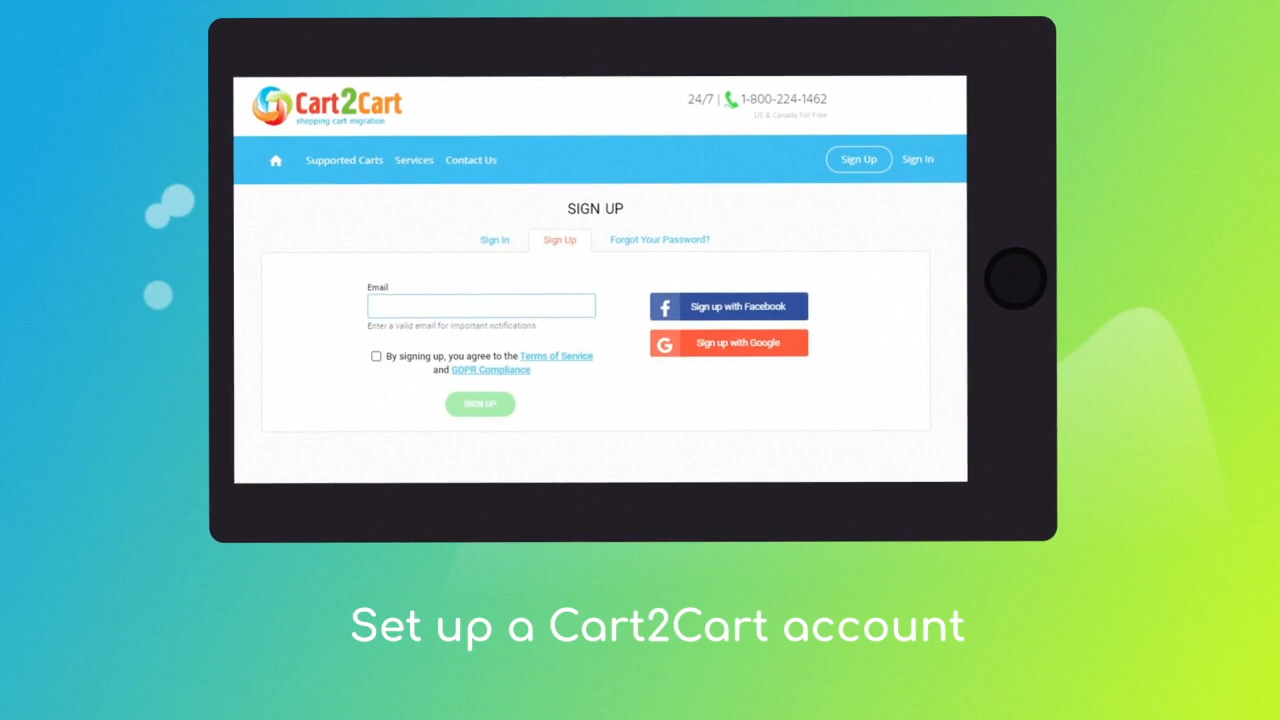 Cart2Cart
shopping cart migration
24/7 | 1-800-224-1462
US & Canada Toll Free
Supported Carts Services Contact Us Sign Up Sign In
SIGN UP
Sign In Sign Up Forgot Your Password?
Email
Enter a valid email for important notifications.
By signing up, you agree to the Terms of Service
and GDPR Compliance
SIGN UP
f Sign up with Facebook
G Sign up with Google
Set up a Cart2Cart account